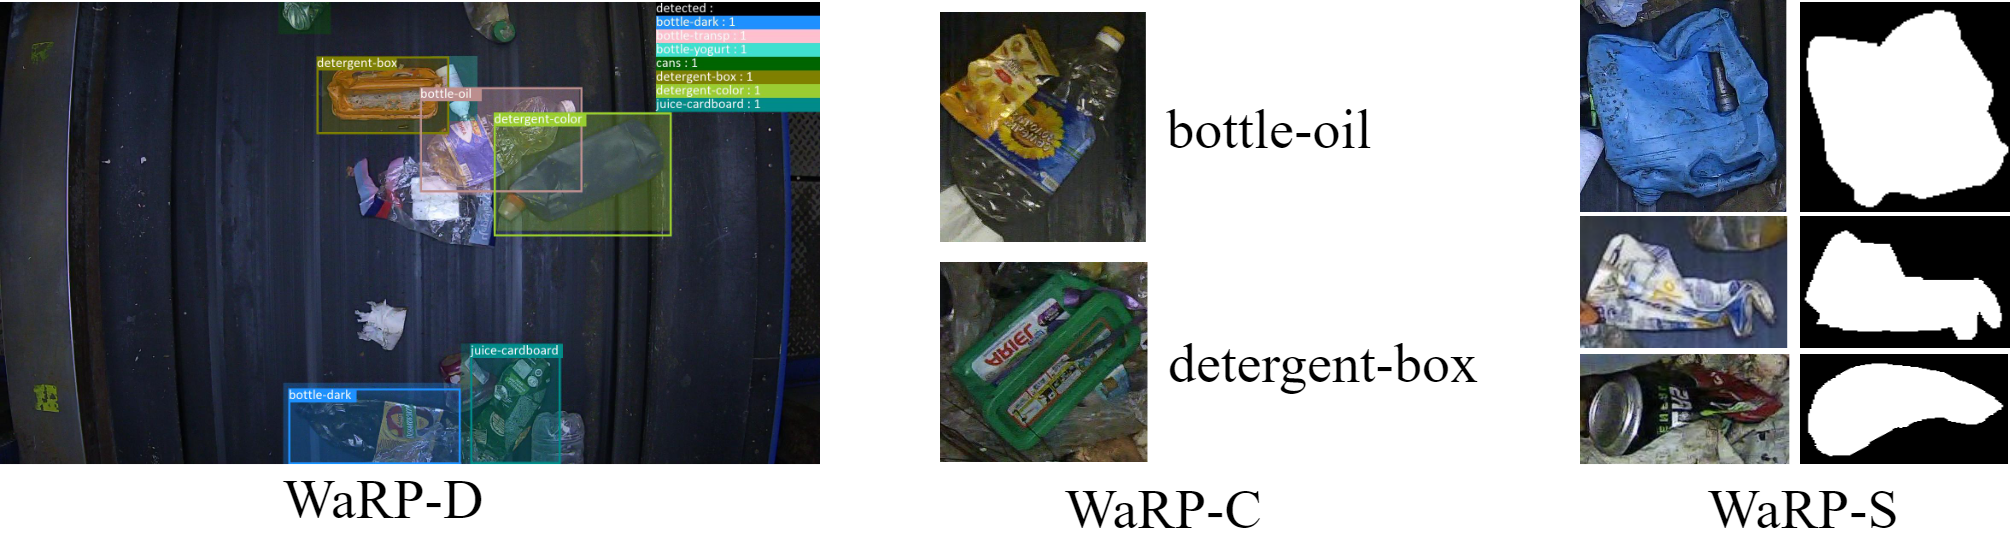 detected :
bottle-dark : 1
bottle-transp : 1
bottle-yogurt : 1
cans : 1
detergent-box : 1
detergent-color : 1
juice-cardboard : 1
detergent-box
bottle-oil
detergent-color
juice-cardboard
bottle-dark
WaRP-D
bottle-oil
ARIEL
detergent-box
WaRP-C
WaRP-S